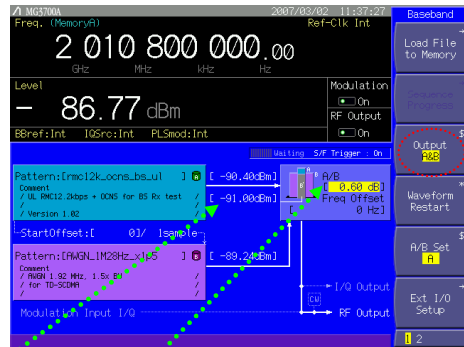 MG3700A 2007/03/02 11:37:27
Freq. (MemoryA) Ref-Clk Int
2 010 800 000.00
GHz MHz kHz Hz
Level
- 86.77 dBm
Modulation
On
RF Output
On
BBref:Int IQSrc:Int PLSmod:Int
Waiting S/F Trigger : On
Pattern:[rmc12k_ocns_bs_ul ] A
Comment
/ UL RMC12.2kbps + OCNS for BS Rx test /
/ /
/ Version 1.02 /
[ -90.40dBm]
[ -91.00dBm]
A
B
A/B
[ 0.60 dB]
Freq Offset
[ 0 Hz]
StartOffset:[ 0]/ 1sample
Pattern:[AWGN_1M28Hz_x1R5 ] B
Comment
/ AWGN 1.92 MHz, 1.5x BW /
/ for TD-SCDMA /
/ /
[ -89.24dBm]
I/Q Output
CW
Modulation Input I/Q
RF Output
Baseband
Load File
to Memory
Sequence
Progress
Output
A&B
Waveform
Restart
A/B Set
A
Ext I/O
Setup
1 2